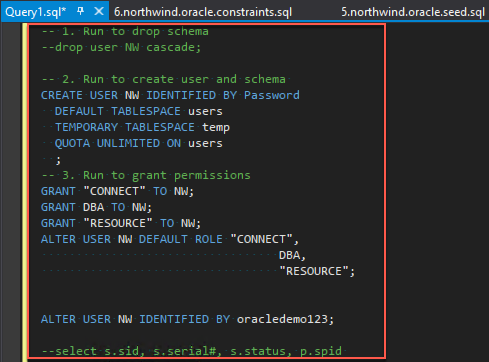 Query1.sql* 6.northwind.oracle.constraints.sql 5.northwind.oracle.seed.sql
-- 1. Run to drop schema
--drop user NW cascade;
-- 2. Run to create user and schema
CREATE USER NW IDENTIFIED BY Password
DEFAULT TABLESPACE users
TEMPORARY TABLESPACE temp
QUOTA UNLIMITED ON users
;
-- 3. Run to grant permissions
GRANT "CONNECT" TO NW;
GRANT DBA TO NW;
GRANT "RESOURCE" TO NW;
ALTER USER NW DEFAULT ROLE "CONNECT",
DBA,
"RESOURCE";
ALTER USER NW IDENTIFIED BY oracledemo123;
--select s.sid, s.serial#, s.status, p.spid